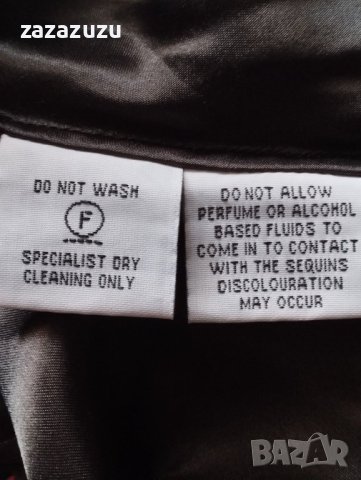 zazazuzu
DO NOT WASH
F
SPECIALIST DRY
CLEANING ONLY
DO NOT ALLOW
PERFUME OR ALCOHOL
BASED FLUIDS TO
COME IN TO CONTACT
WITH THE SEQUINS
DISCOLOURATION
MAY OCCUR
BAZAR